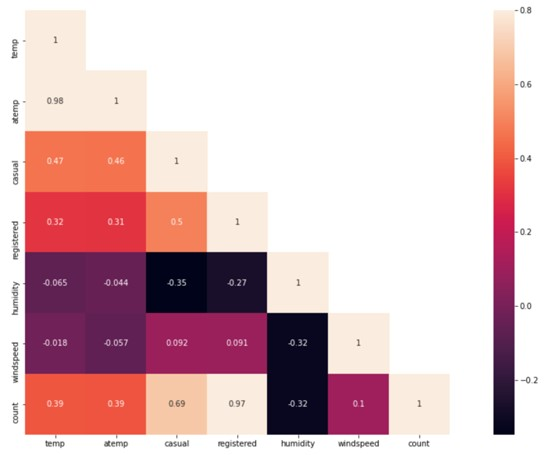 0.8
temp 1
atemp 0.98 1
0.6
casual 0.47 0.46 1
0.4
registered 0.32 0.31 0.5 1
0.2
humidity -0.065 -0.044 -0.35 -0.27 1
0.0
windspeed -0.018 -0.057 0.092 0.091 -0.32 1
-0.2
count 0.39 0.39 0.69 0.97 -0.32 0.1 1
temp atemp casual registered humidity windspeed count